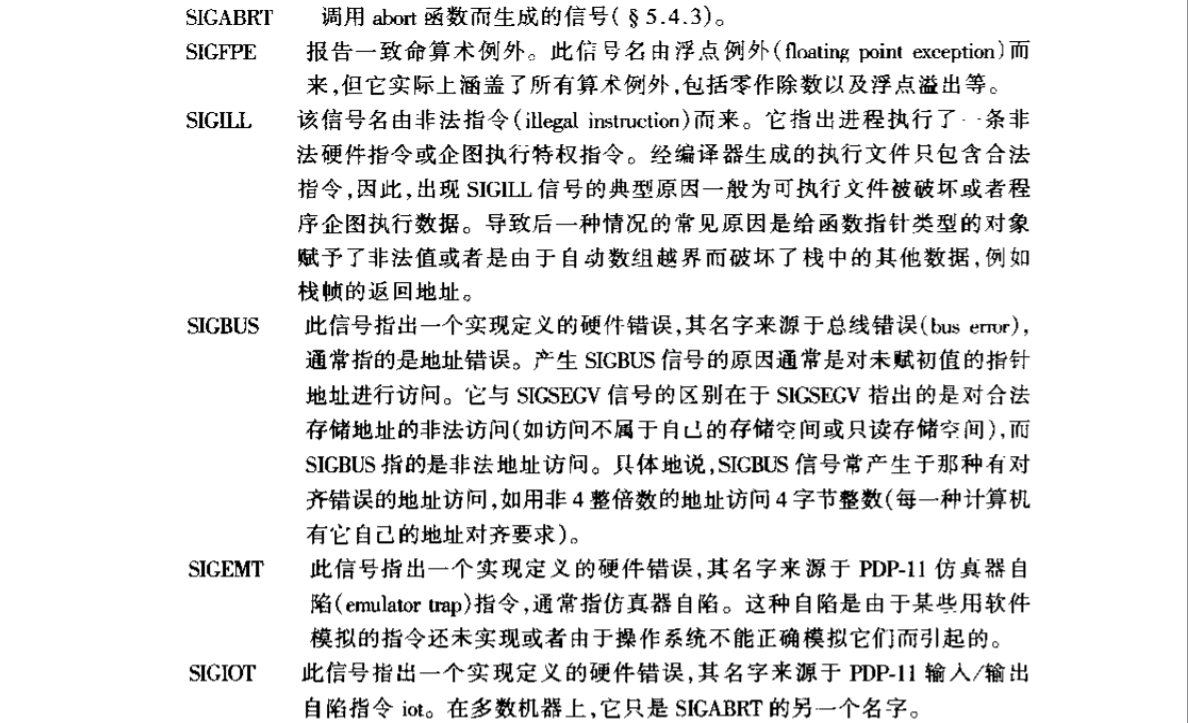 SIGABRT 调用 abort 函数而生成的信号(§5.4.3)。
SIGFPE 报告一致命算术例外。此信号名由浮点例外(floating point exception)而
来,但它实际上涵盖了所有算术例外,包括零作除数以及浮点溢出等。
SIGILL 该信号名由非法指令(illegal instruction)而来。它指出进程执行了一条非
法硬件指令或企图执行特权指令。经编译器生成的执行文件只包含合法
指令,因此,出现 SIGILL 信号的典型原因一般为可执行文件被破坏或者程
序企图执行数据。导致后一种情况的常见原因是给函数指针类型的对象
赋予了非法值或者是由于自动数组越界而破坏了栈中的其他数据,例如
栈帧的返回地址。
SIGBUS 此信号指出一个实现定义的硬件错误,其名字来源于总线错误(bus error),
通常指的是地址错误。产生 SIGBUS 信号的原因通常是对未赋初值的指针
地址进行访问。它与 SIGSEGV 信号的区别在于 SIGSEGV 指出的是对合法
存储地址的非法访问(如访问不属于自己的存储空间或只读存储空间),而
SIGBUS 指的是非法地址访问。具体地说,SIGBUS 信号常产生于那种有对
齐错误的地址访问,如用非 4 整倍数的地址访问 4 字节整数(每一种计算机
有它自己的地址对齐要求)。
SIGEMT 此信号指出一个实现定义的硬件错误,其名字来源于 PDP-11 仿真器自
陷(emulator trap)指令,通常指仿真器自陷。这种自陷是由于某些用软件
模拟的指令还未实现或者由于操作系统不能正确模拟它们而引起的。
SIGIOT 此信号指出一个实现定义的硬件错误,其名字来源于 PDP-11 输入/输出
自陷指令 iot。在多数机器上,它只是 SIGABRT 的另一个名字。